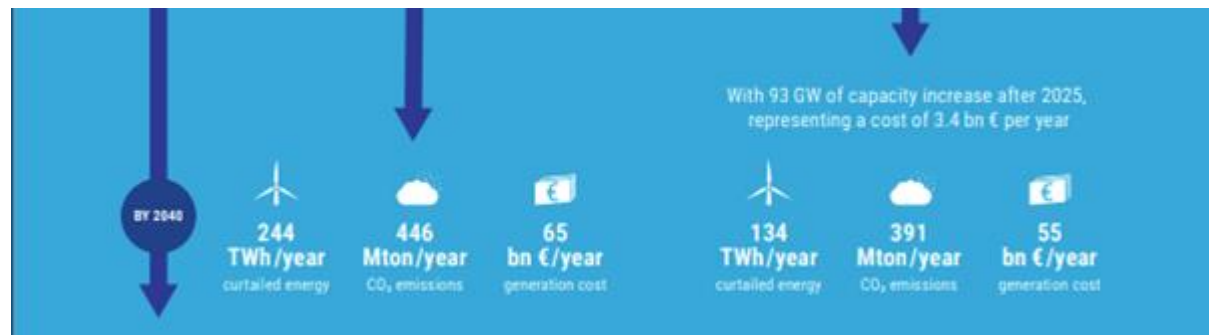 With 93 GW of capacity increase after 2025,
representing a cost of 3.4 bn € per year
BY 2040
244
TWh/year
curtailed energy
446
Mton/year
CO₂ emissions
€
65
bn €/year
generation cost
134
TWh/year
curtailed energy
391
Mton/year
CO₂ emissions
€
55
bn €/year
generation cost